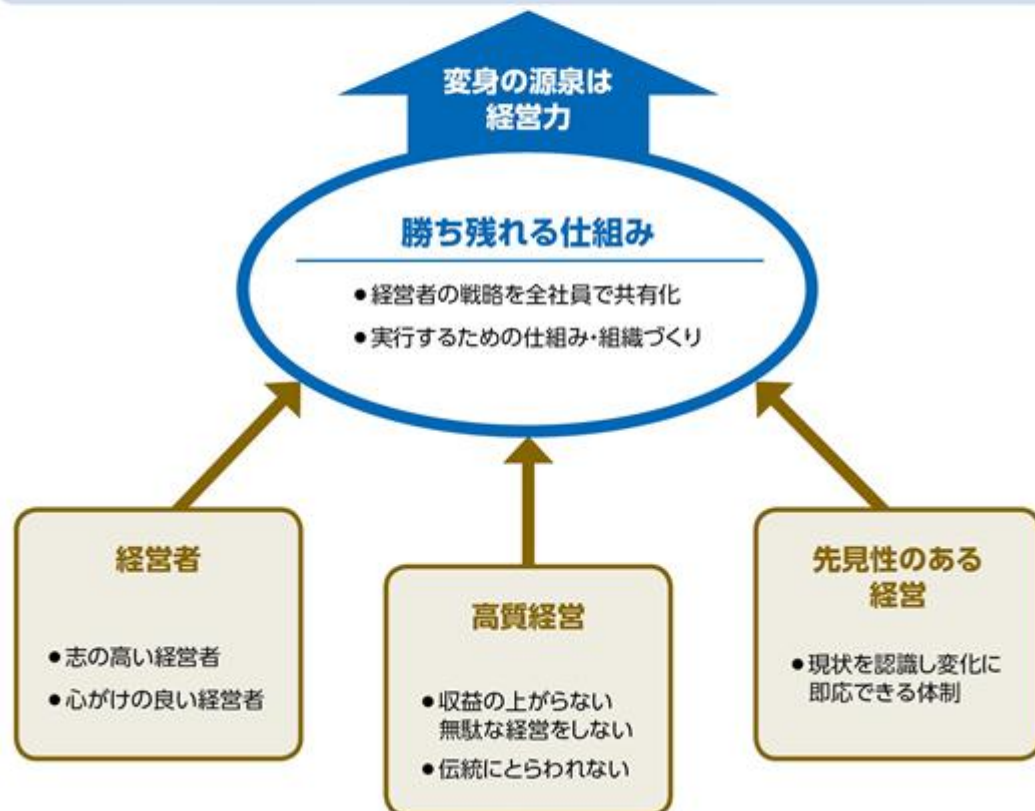 変身の源泉は
経営力
勝ち残れる仕組み
●経営者の戦略を全社員で共有化
●実行するための仕組み・組織づくり
経営者
●志の高い経営者
●心がけの良い経営者
高質経営
●収益の上がらない
無駄な経営をしない
●伝統にとらわれない
先見性のある
経営
●現状を認識し変化に
即応できる体制